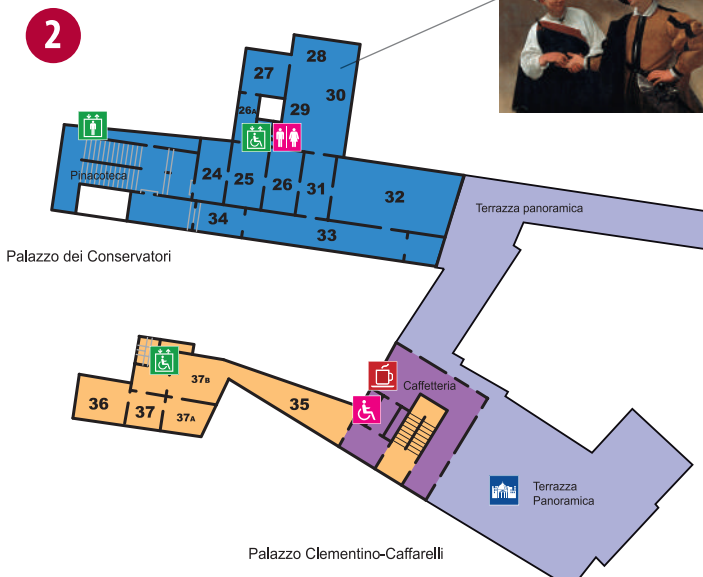 2
28
27
30
29
26A
Pinacoteca
24
25
26
31
32
34
33
Terrazza panoramica
Palazzo dei Conservatori
37B
36
37
37A
35
Caffetteria
Terrazza
Panoramica
Palazzo Clementino-Caffarelli